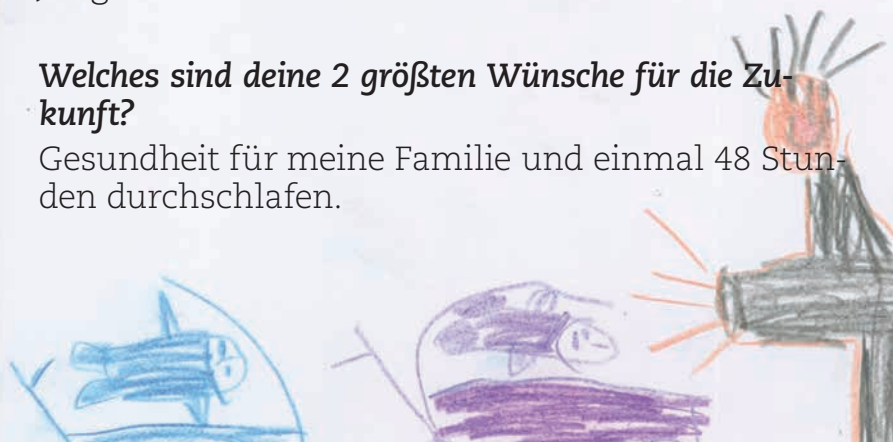 Welches sind deine 2 größten Wünsche für die Zu-
kunft?
Gesundheit für meine Familie und einmal 48 Stun-
den durchschlafen.